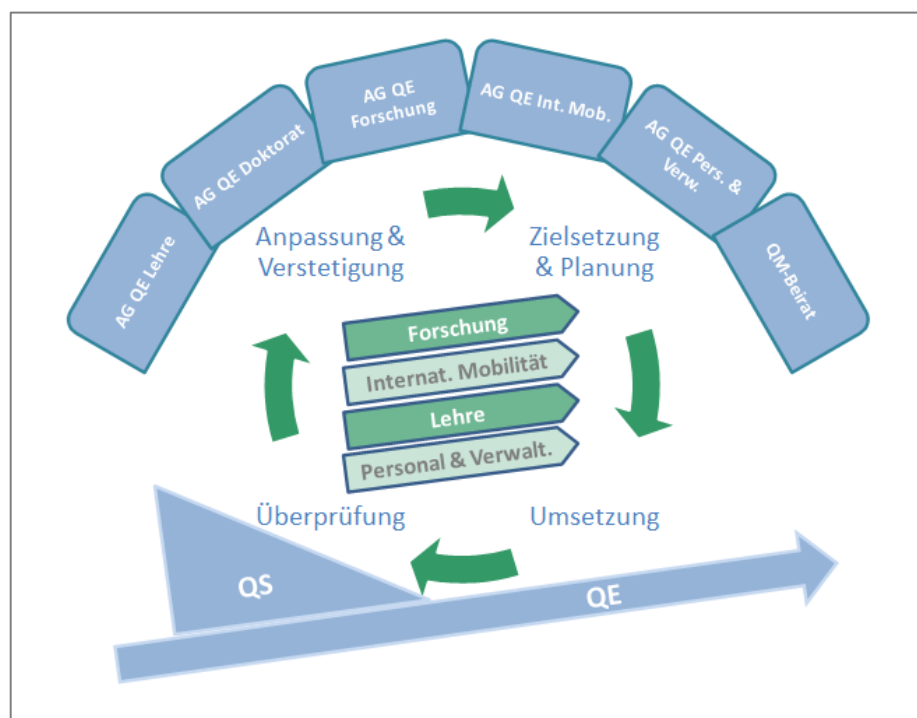 AG QE Lehre
AG QE Doktorat
AG QE
Forschung
AG QE Int. Mob.
AG QE Pers. &
Verw.
QM-Beirat
Anpassung &
Verstetigung
Zielsetzung
& Planung
Forschung
Internat. Mobilität
Lehre
Personal & Verwalt.
Überprüfung
Umsetzung
QS
QE